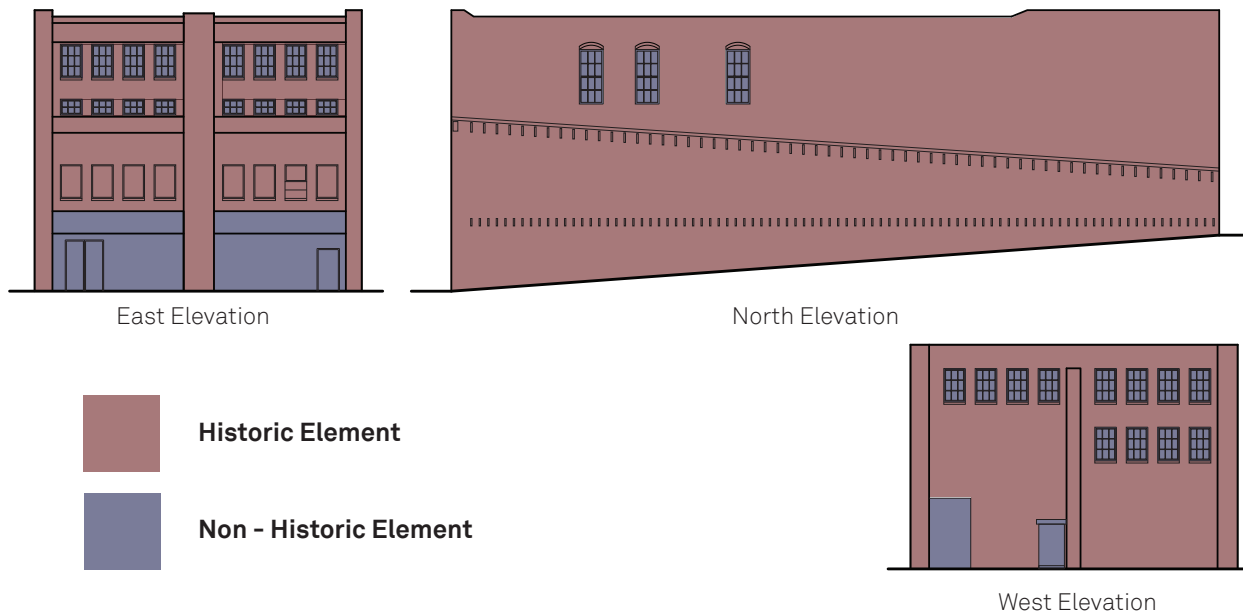 East Elevation
North Elevation
Historic Element
Non - Historic Element
West Elevation